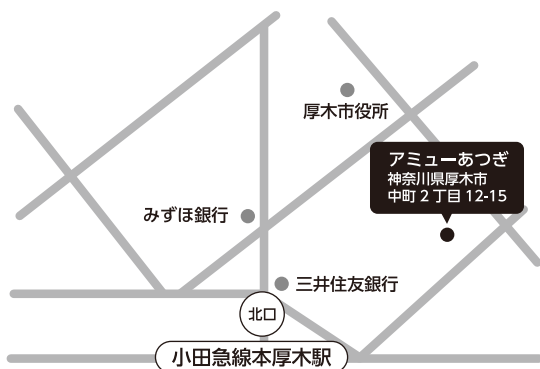 厚木市役所
アミューあつぎ
神奈川県厚木市
中町 2 丁目 12-15
みずほ銀行
三井住友銀行
北口
小田急線本厚木駅